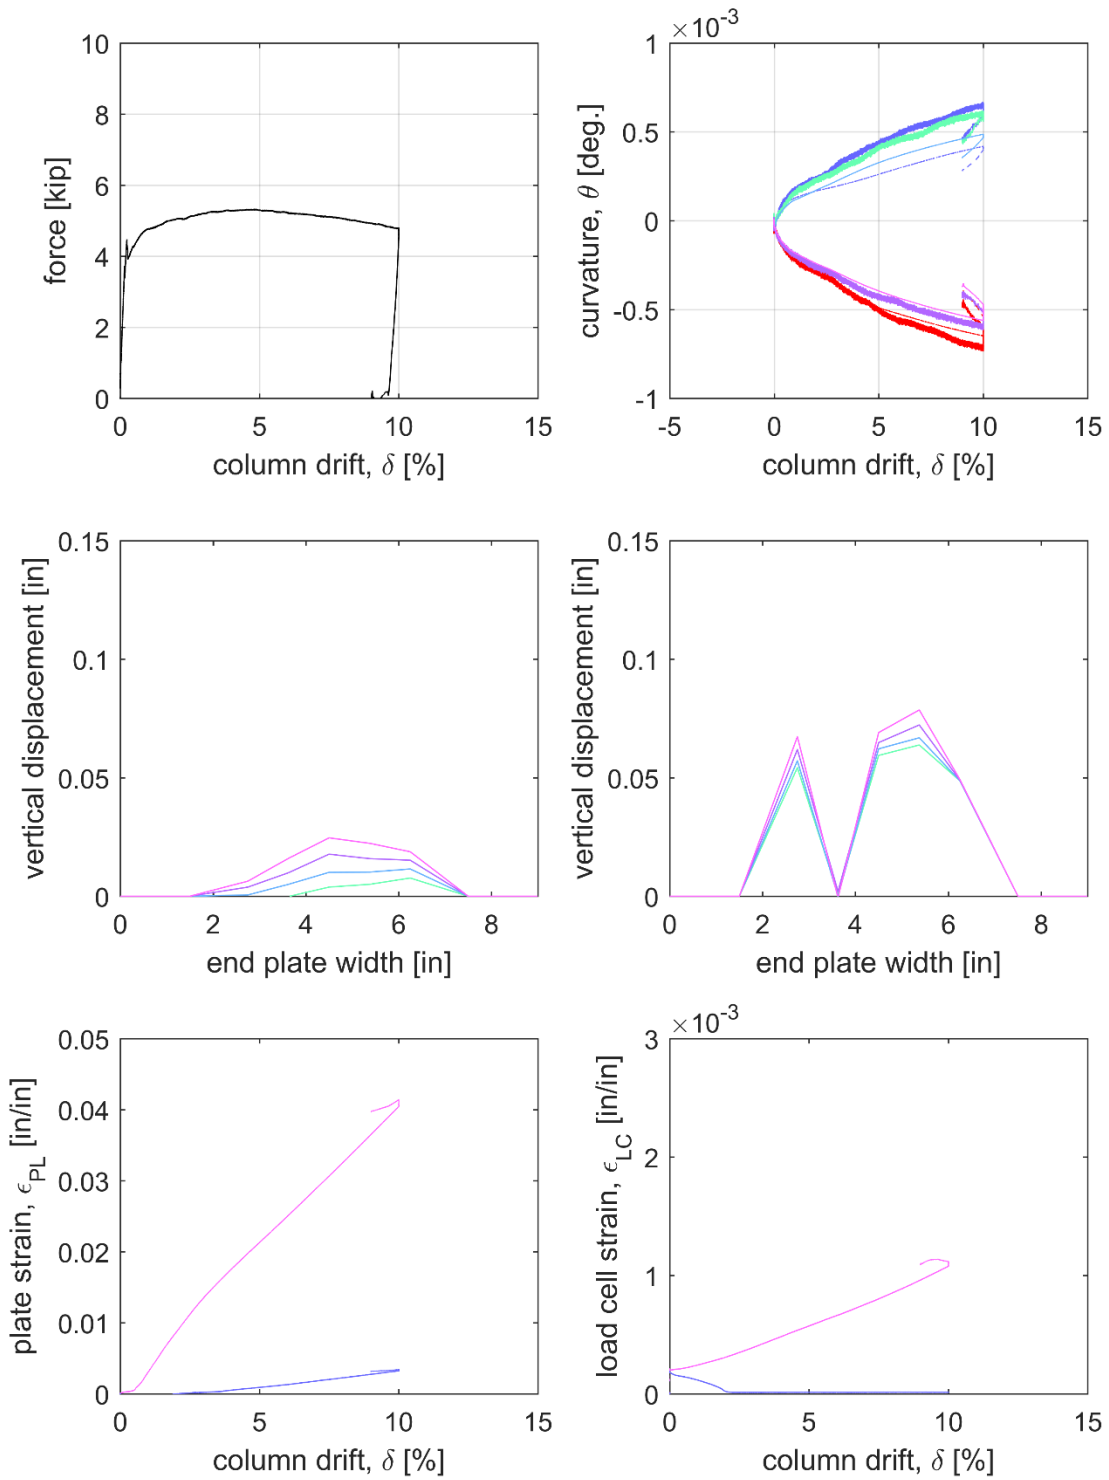 10
8
6
4
2
0
force [kip]
0 5 10 15
column drift, δ [%]
×10⁻³
1
0.5
0
-0.5
-1
curvature, θ [deg.]
-5 0 5 10 15
column drift, δ [%]
0.15
0.1
0.05
0
vertical displacement [in]
0 2 4 6 8
end plate width [in]
0.15
0.1
0.05
0
vertical displacement [in]
0 2 4 6 8
end plate width [in]
0.05
0.04
0.03
0.02
0.01
0
plate strain, ϵ_PL [in/in]
0 5 10 15
column drift, δ [%]
×10⁻³
3
2
1
0
load cell strain, ϵ_LC [in/in]
0 5 10 15
column drift, δ [%]